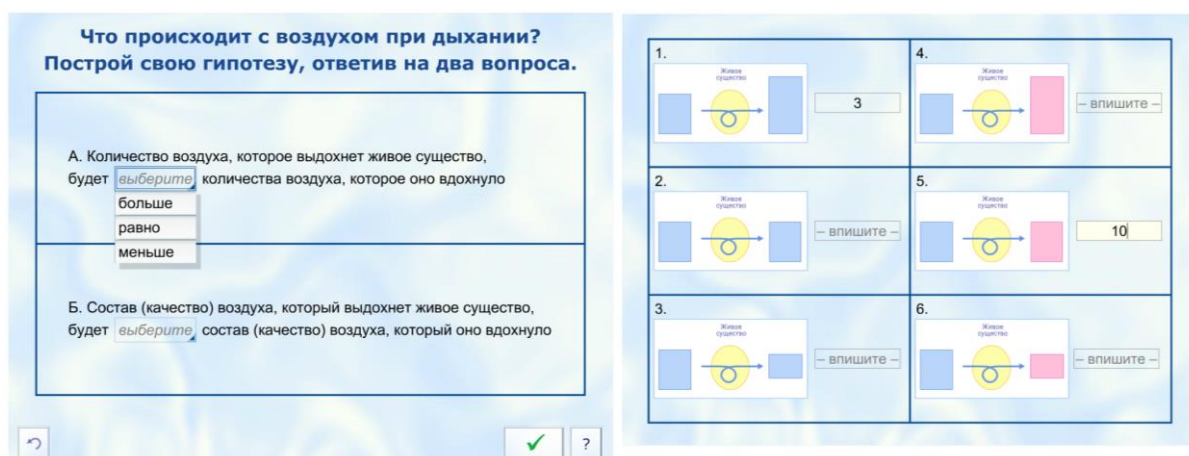 Что происходит с воздухом при дыхании?
Построй свою гипотезу, ответив на два вопроса.
А. Количество воздуха, которое выдохнет живое существо,
будет выберите количества воздуха, которое оно вдохнуло
больше
равно
меньше
Б. Состав (качество) воздуха, который выдохнет живое существо,
будет выберите состав (качество) воздуха, который оно вдохнуло
?
1.
Живое
существо
3
2.
Живое
существо
– впишите –
3.
Живое
существо
– впишите –
4.
Живое
существо
– впишите –
5.
Живое
существо
10
6.
Живое
существо
– впишите –